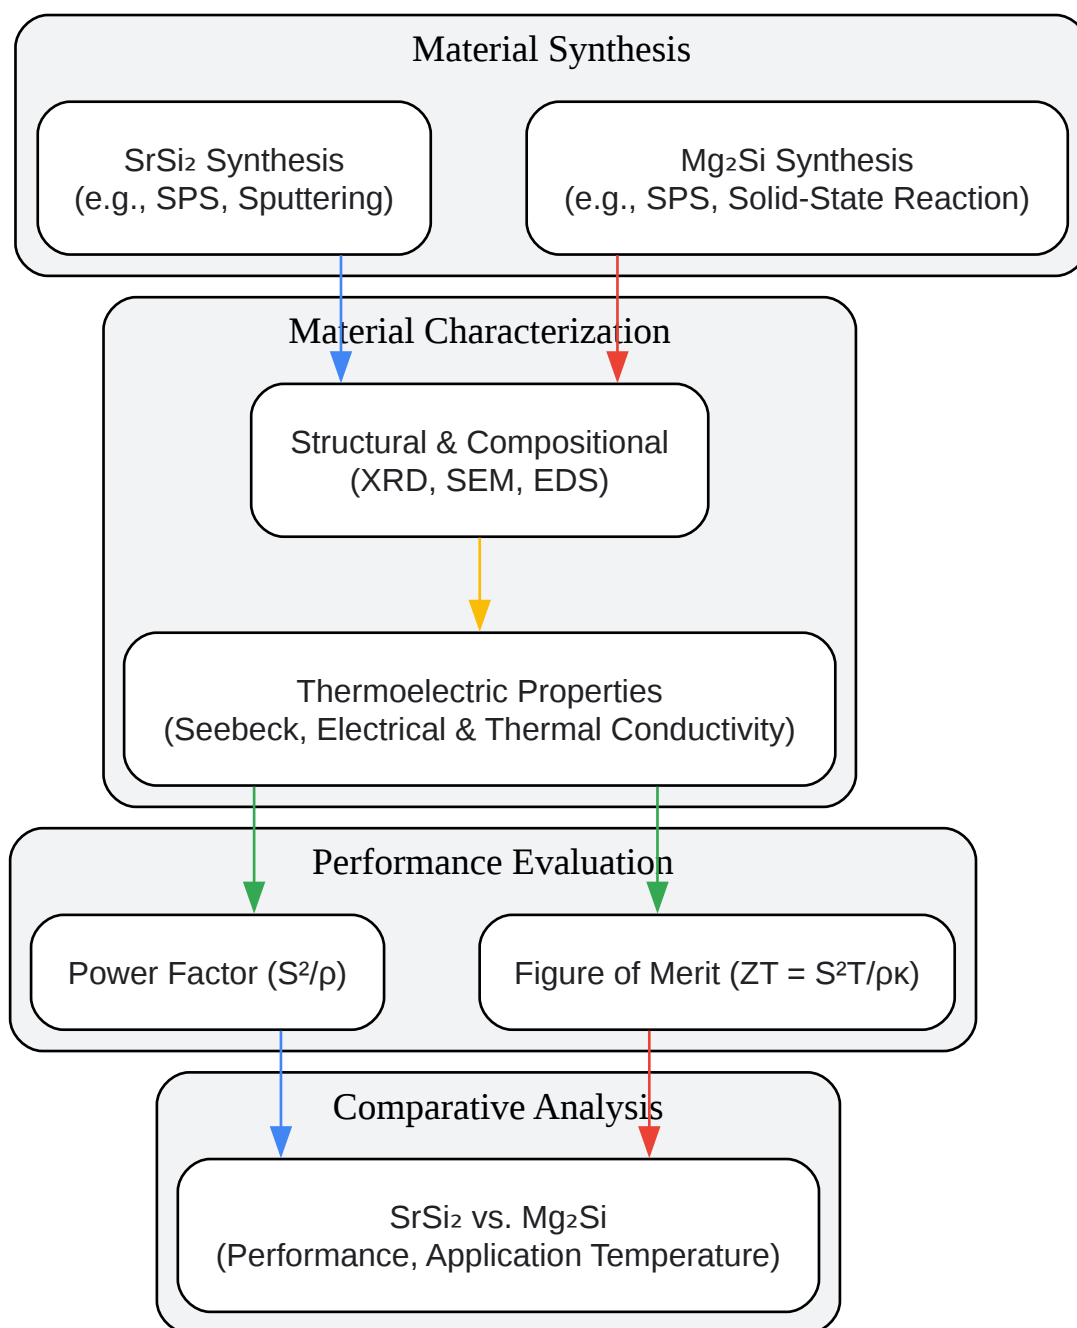 Material Synthesis
SrSi₂ Synthesis
(e.g., SPS, Sputtering)
Mg₂Si Synthesis
(e.g., SPS, Solid-State Reaction)
Material Characterization
Structural & Compositional
(XRD, SEM, EDS)
Thermoelectric Properties
(Seebeck, Electrical & Thermal Conductivity)
Performance Evaluation
Power Factor (S²/ρ)
Figure of Merit (ZT = S²T/ρκ)
Comparative Analysis
SrSi₂ vs. Mg₂Si
(Performance, Application Temperature)